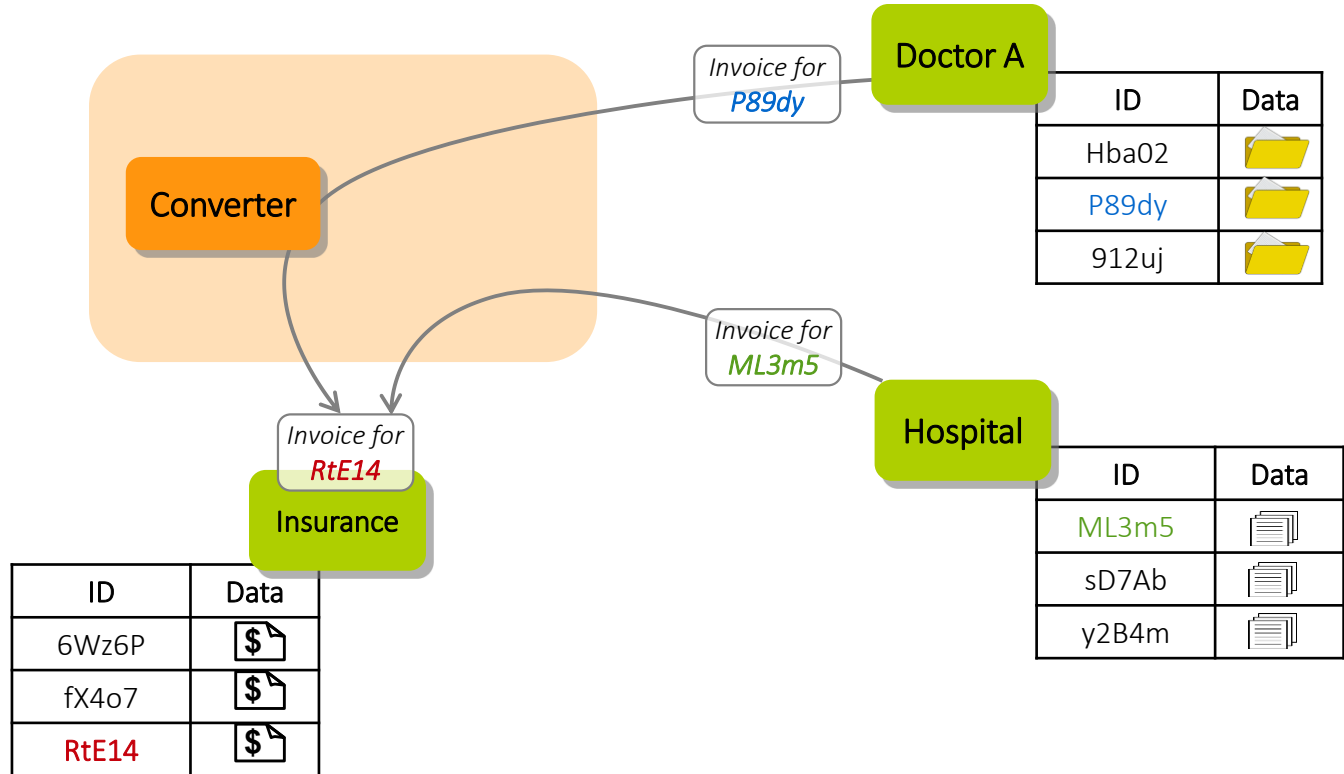 Invoice for
P89dy
Doctor A
ID Data
Hba02
P89dy
912uj
Converter
Invoice for
ML3m5
Hospital
ID Data
ML3m5
sD7Ab
y2B4m
Invoice for
RtE14
Insurance
ID Data
6Wz6P $
fX4o7 $
RtE14 $